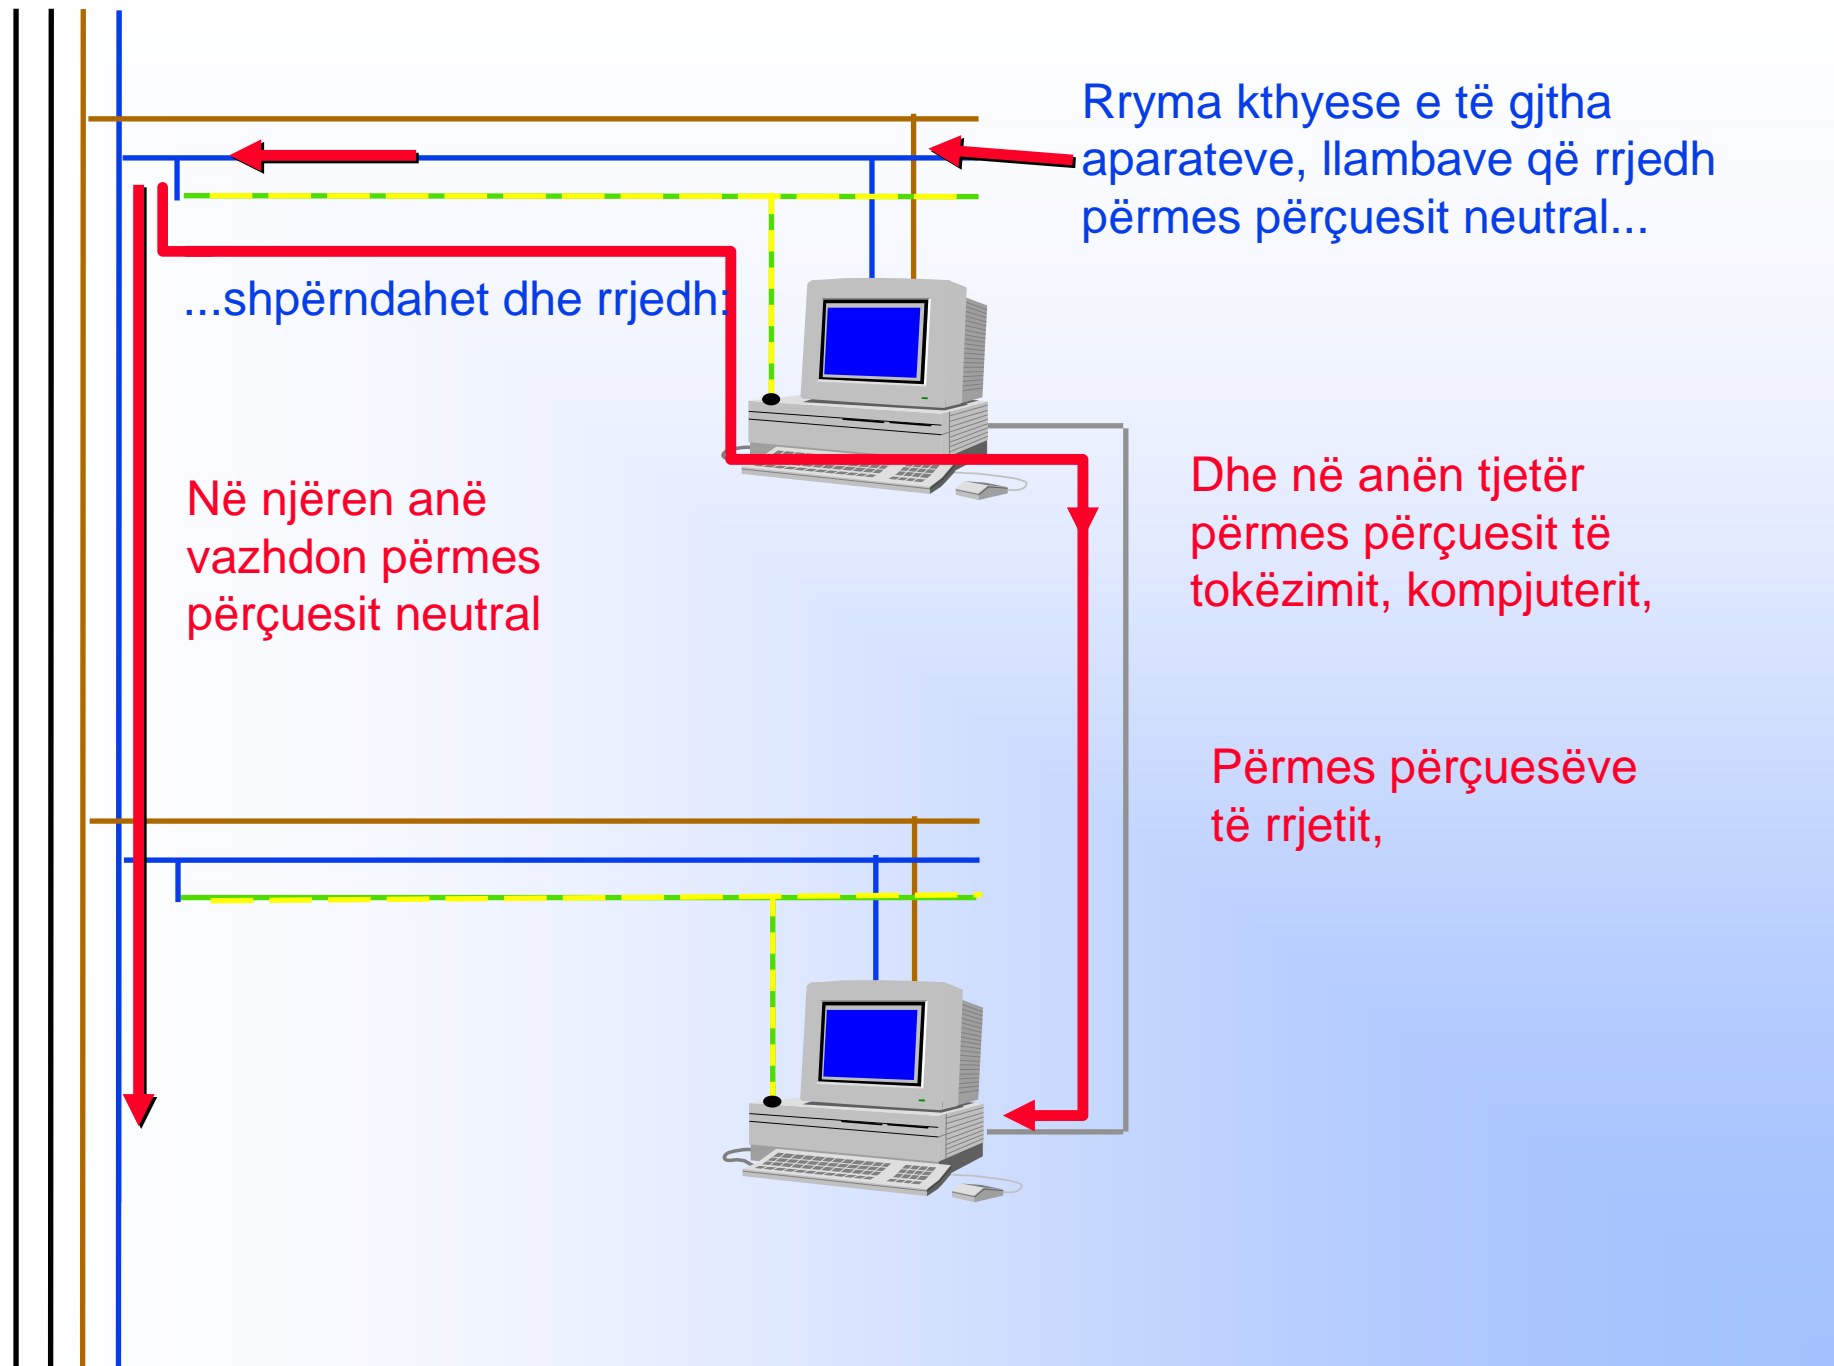 Rryma kthyese e të gjtha
aparateve, llambave që rrjedh
përmes përçuesit neutral...
...shpërndahet dhe rrjedh:
Në njëren anë
vazhdon përmes
përçuesit neutral
Dhe në anën tjetër
përmes përçuesit të
tokëzimit, kompjuterit,
Përmes përçuesëve
të rrjetit,